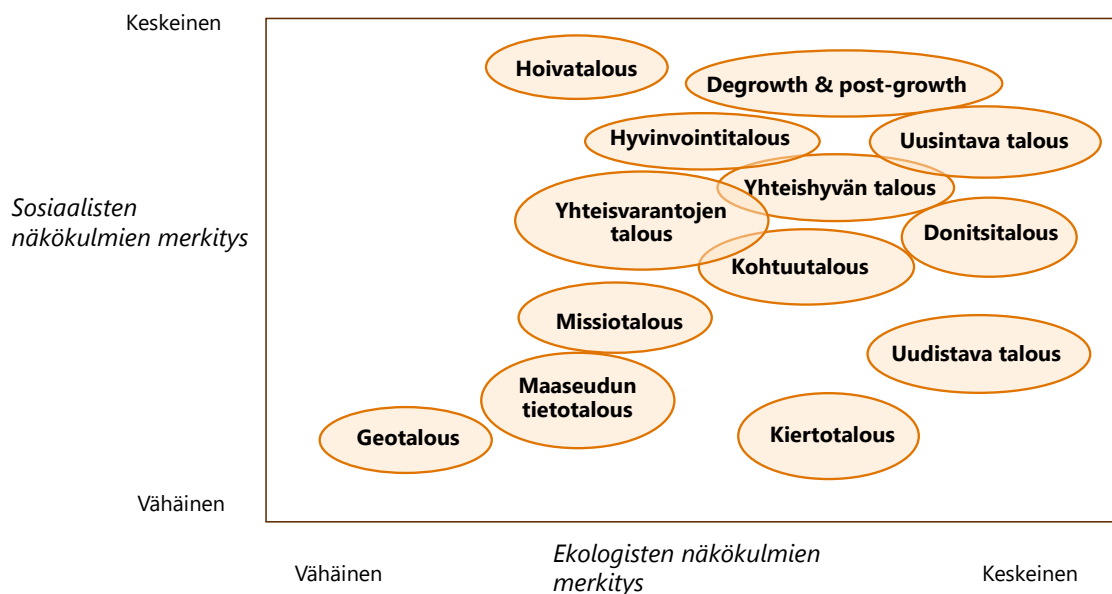 Keskeinen
Hoivatalous
Degrowth & post-growth
Hyvinvointitalous
Uusintava talous
Yhteishyvän talous
Sosiaalisten
näkökulmien merkitys
Yhteisvarantojen
talous
Donitsitalous
Kohtuutalous
Missiotalous
Uudistava talous
Maaseudun
tietotalous
Geotalous
Kiertotalous
Vähäinen
Vähäinen
Ekologisten näkökulmien
merkitys
Keskeinen